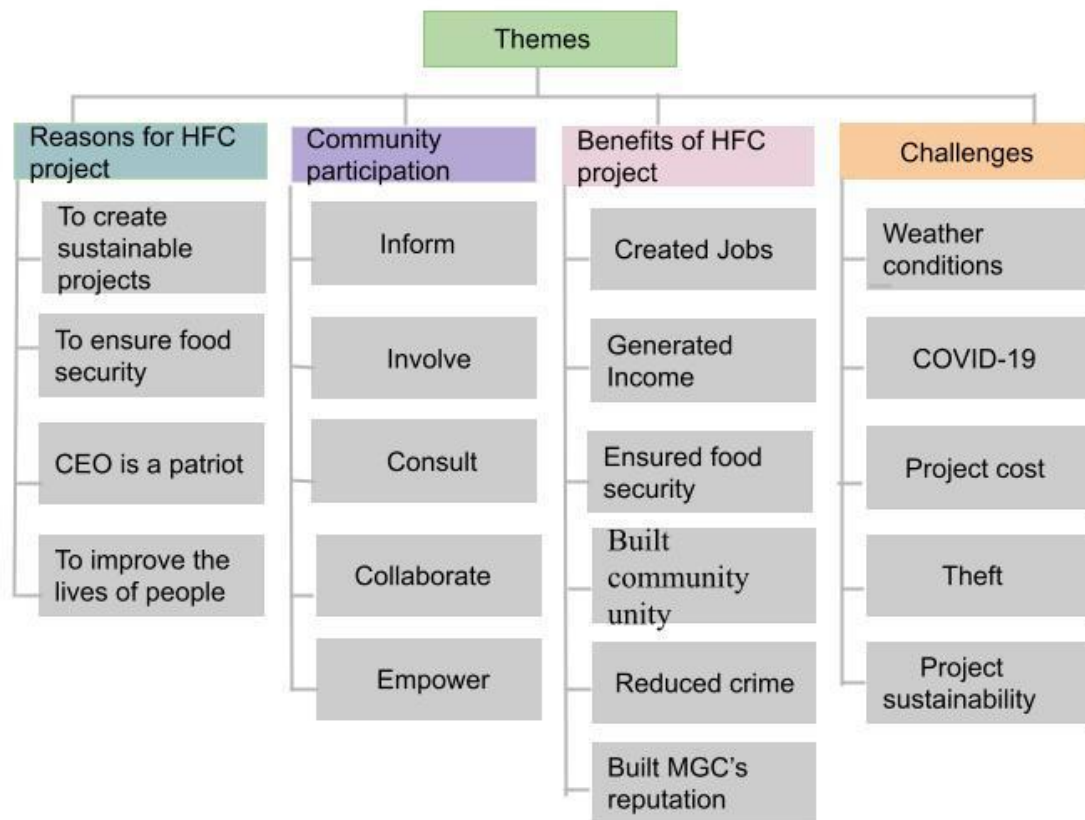 Themes
Reasons for HFC
project
To create
sustainable
projects
To ensure food
security
CEO is a patriot
To improve the
lives of people
Community
participation
Inform
Involve
Consult
Collaborate
Empower
Benefits of HFC
project
Created Jobs
Generated
Income
Ensured food
security
Built
community
unity
Reduced crime
Built MGC's
reputation
Challenges
Weather
conditions
COVID-19
Project cost
Theft
Project
sustainability